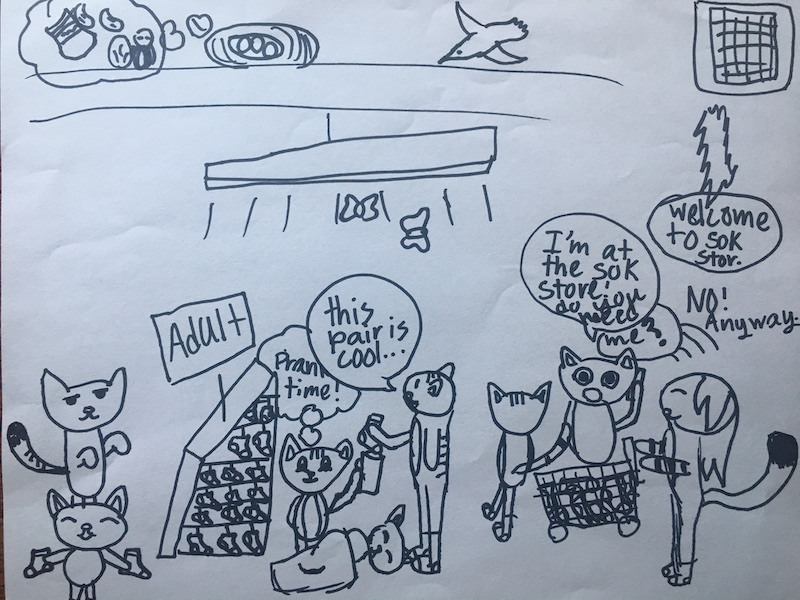 welcome
to sok
stor.
I'm at
the sok
store!
do you
need
me?
NO!
Anyway.
Adult
this
pair is
cool...
Prank
time!